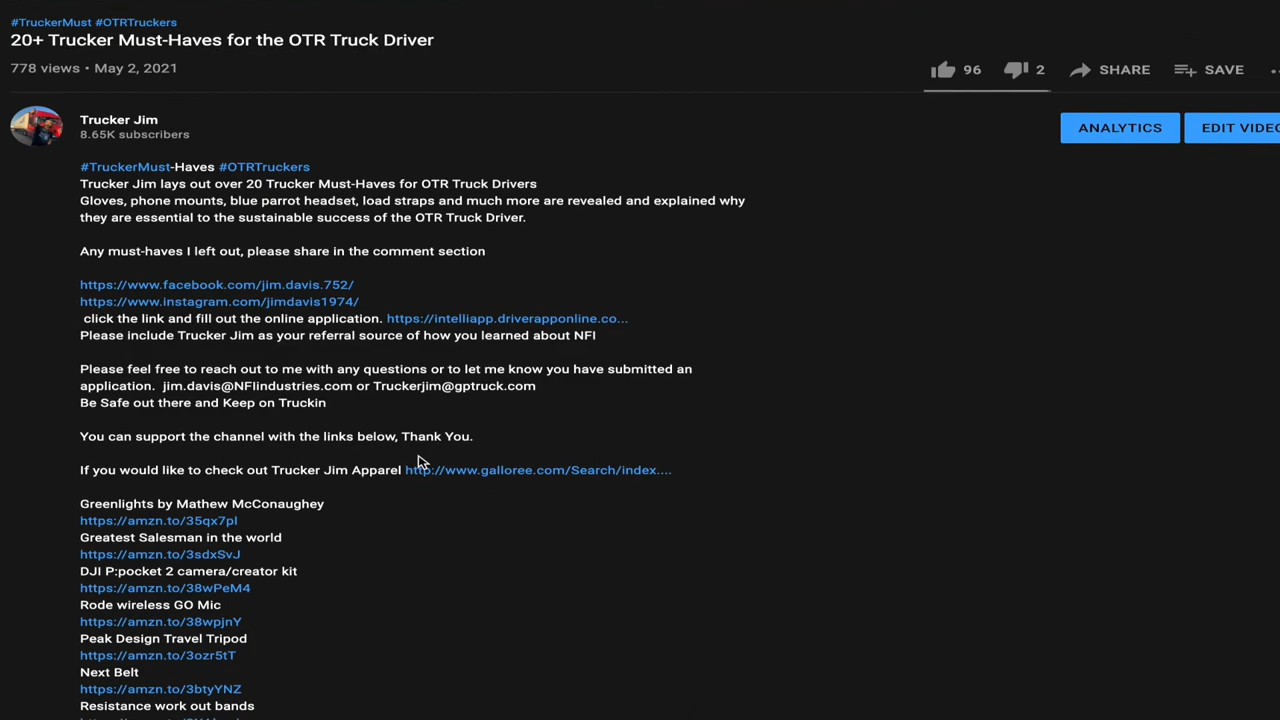 #TruckerMust #OTRTruckers
20+ Trucker Must-Haves for the OTR Truck Driver
778 views • May 2, 2021
96 2 SHARE SAVE
Trucker Jim
8.65K subscribers
ANALYTICS EDIT VIDEO
#TruckerMust-Haves #OTRTruckers
Trucker Jim lays out over 20 Trucker Must-Haves for OTR Truck Drivers
Gloves, phone mounts, blue parrot headset, load straps and much more are revealed and explained why
they are essential to the sustainable success of the OTR Truck Driver.
Any must-haves I left out, please share in the comment section
https://www.facebook.com/jim.davis.752/
https://www.instagram.com/jimdavis1974/
click the link and fill out the online application. https://intelliapp.driverapponline.co...
Please include Trucker Jim as your referral source of how you learned about NFI
Please feel free to reach out to me with any questions or to let me know you have submitted an
application. jim.davis@NFIindustries.com or Truckerjim@gptruck.com
Be Safe out there and Keep on Truckin
You can support the channel with the links below, Thank You.
If you would like to check out Trucker Jim Apparel http://www.galloree.com/Search/index....
Greenlights by Mathew McConaughey
https://amzn.to/35qx7pl
Greatest Salesman in the world
https://amzn.to/3sdxSvJ
DJI P:pocket 2 camera/creator kit
https://amzn.to/38wPeM4
Rode wireless GO Mic
https://amzn.to/38wpjnY
Peak Design Travel Tripod
https://amzn.to/3ozr5tT
Next Belt
https://amzn.to/3btyYNZ
Resistance work out bands